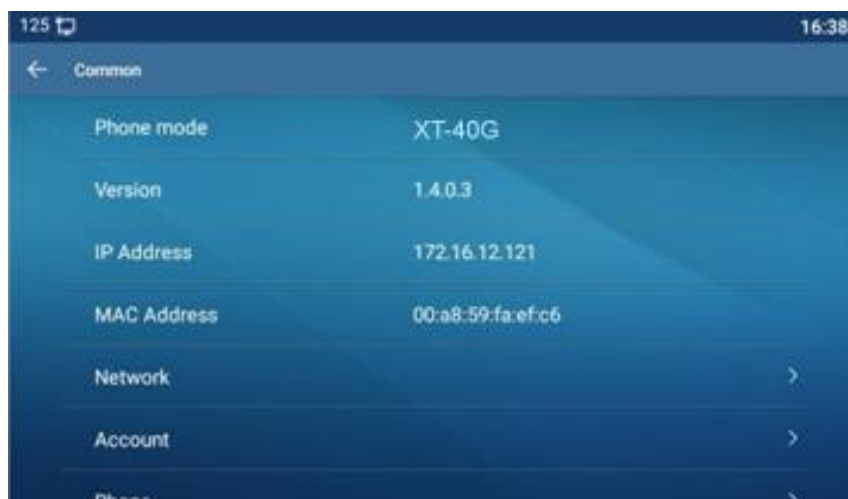 125 16:38
Common
Phone mode XT-40G
Version 1.4.0.3
IP Address 172.16.12.121
MAC Address 00:a8:59:fa:ef:c6
Network
Account
Phone